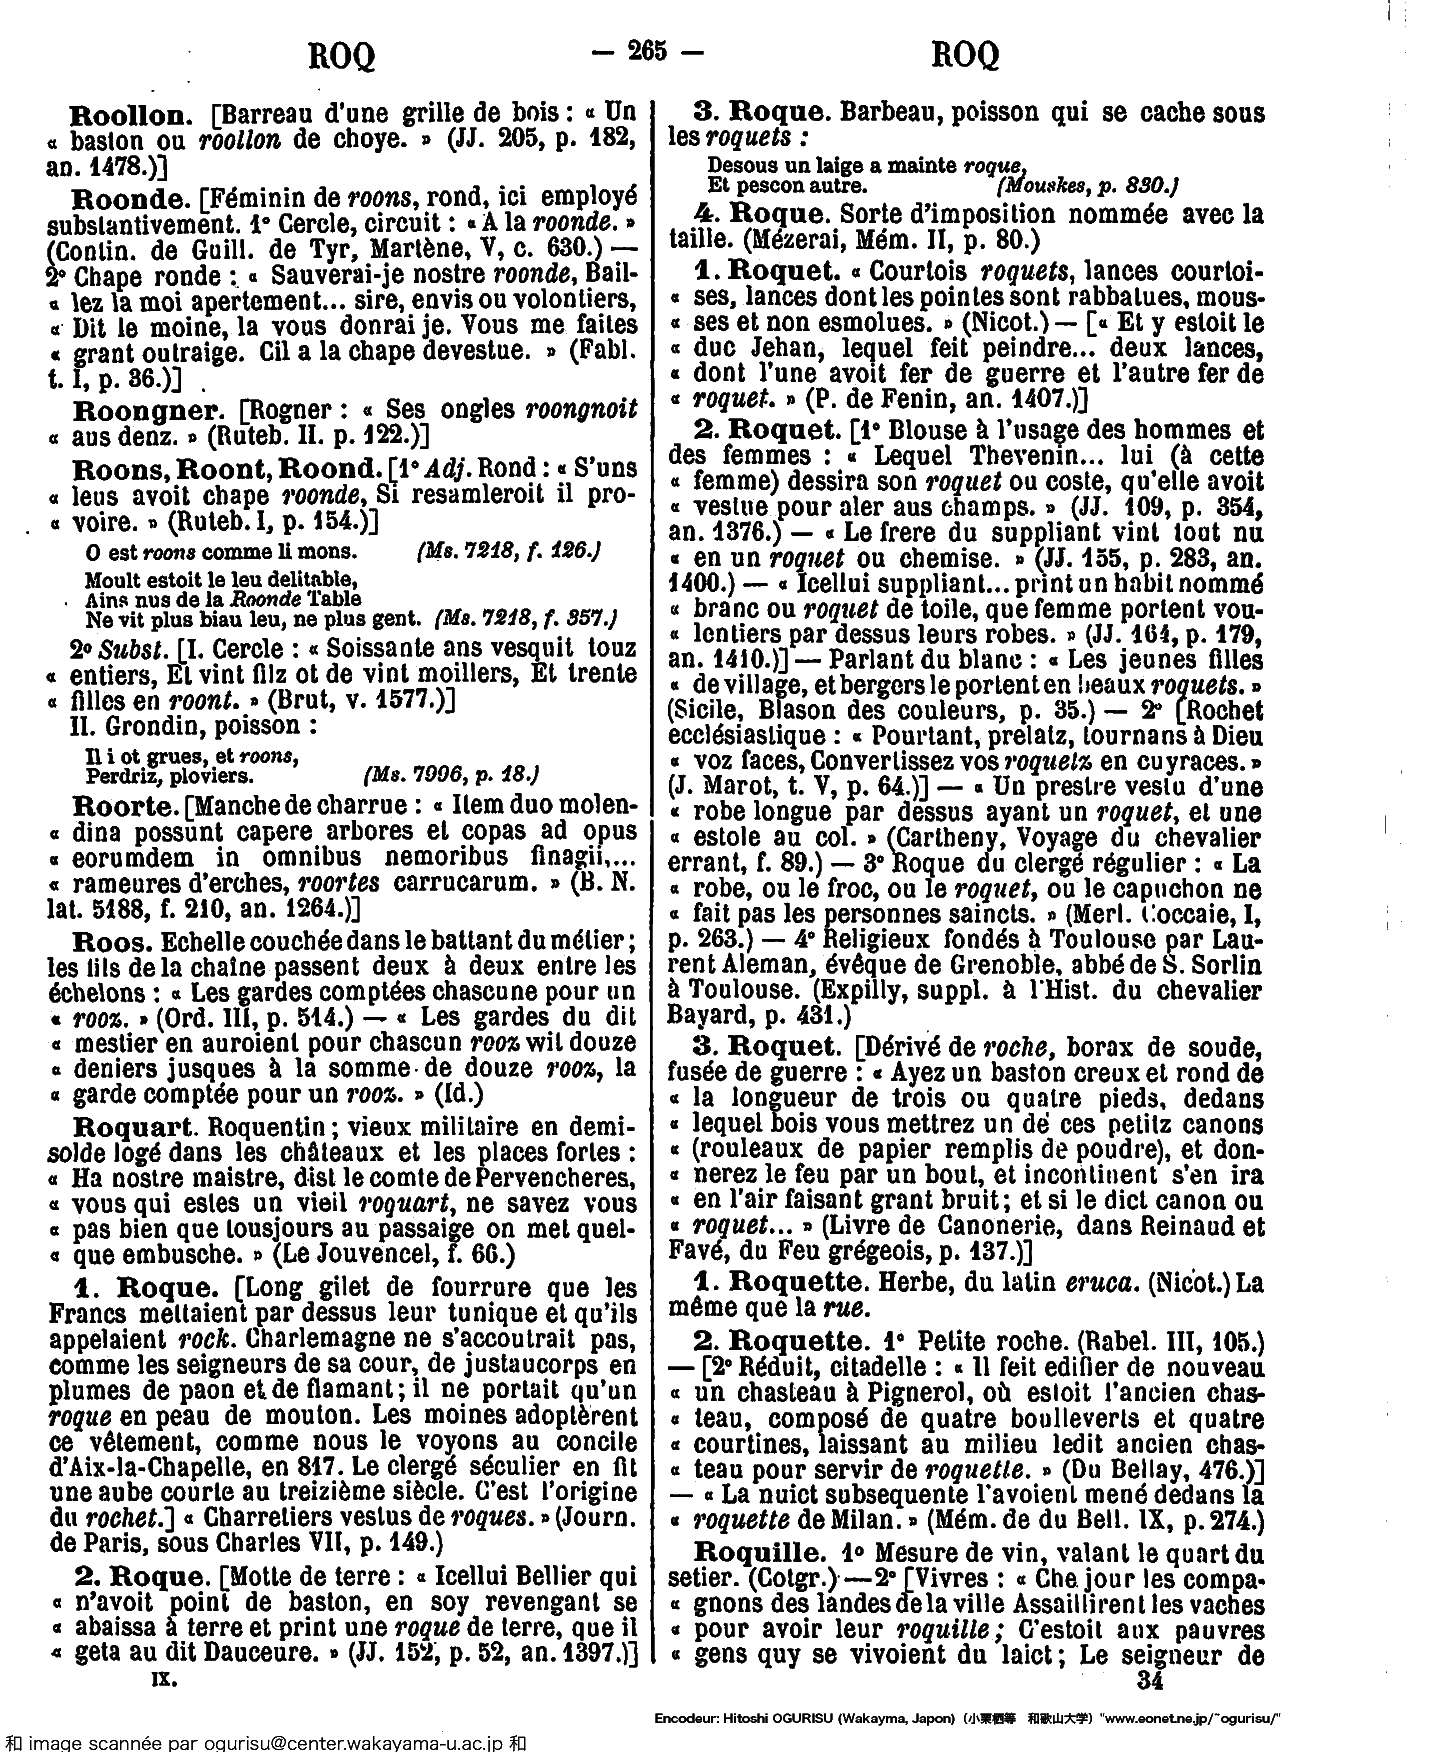 ROQ — 265 — ROQ
Roollon. [Barreau d'une grille de bois : « Un
« baston ou roollon de choye. » (JJ. 205, p. 182,
an. 1478.)]
Roonde. [Féminin de roons, rond, ici employé
substantivement. 1° Cercle, circuit : « A la roonde. »
(Contin. de Guill. de Tyr, Martène, V, c. 630.) —
2° Chape ronde : « Sauverai-je nostre roonde, Bail-
« lez la moi apertement... sire, envis ou volontiers,
« Dit le moine, la vous donrai je. Vous me faites
« grant outraige. Cil a la chape devestue. » (Fabl.
t. I, p. 36.)]
Roongner. [Rogner : « Ses ongles roongnoit
« aus denz. » (Ruteb. II. p. 122.)]
Roons, Roont, Roond. [1° Adj. Rond : « S'uns
« leus avoit chape roonde, Si resamleroit il pro-
« voire. » (Ruteb. I, p. 154.)]
O est roons comme li mons. (Ms. 7218, f. 126.)
Moult estoit le leu delitable,
Ains nus de la Roonde Table
Ne vit plus biau leu, ne plus gent. (Ms. 7218, f. 357.)
2° Subst. [I. Cercle : « Soissante ans vesquit touz
« entiers, Et vint filz ot de vint moillers, Et trente
« filles en roont. » (Brut, v. 1577.)]
II. Grondin, poisson :
Il i ot grues, et roons,
Perdriz, ploviers. (Ms. 7996, p. 18.)
Roorte. [Manche de charrue : « Item duo molen-
« dina possunt capere arbores et copas ad opus
« eorumdem in omnibus nemoribus finagii,...
« rameures d'erches, roortes carrucarum. » (B. N.
lat. 5188, f. 210, an. 1264.)]
Roos. Echelle couchée dans le battant du métier ;
les fils de la chaîne passent deux à deux entre les
échelons : « Les gardes comptées chascune pour un
« rooz. » (Ord. III, p. 514.) — « Les gardes du dit
« mestier en auroient pour chascun rooz wit douze
« deniers jusques à la somme de douze rooz, la
« garde comptée pour un rooz. » (Id.)
Roquart. Roquentin ; vieux militaire en demi-
solde logé dans les châteaux et les places fortes :
« Ha nostre maistre, dist le comte de Pervencheres,
« vous qui estes un vieil roquart, ne savez vous
« pas bien que tousjours au passaige on met quel-
« que embusche. » (Le Jouvencel, f. 66.)
1. Roque. [Long gilet de fourrure que les
Francs mettaient par dessus leur tunique et qu'ils
appelaient rock. Charlemagne ne s'accoutrait pas,
comme les seigneurs de sa cour, de justaucorps en
plumes de paon et de flamant ; il ne portait qu'un
roque en peau de mouton. Les moines adoptèrent
ce vêtement, comme nous le voyons au concile
d'Aix-la-Chapelle, en 817. Le clergé séculier en fit
une aube courte au treizième siècle. C'est l'origine
du rochet.] « Charretiers vestus de roques. » (Journ.
de Paris, sous Charles VII, p. 149.)
2. Roque. [Motte de terre : « Icellui Bellier qui
« n'avoit point de baston, en soy revengant se
« abaissa à terre et print une roque de terre, que il
« geta au dit Dauceure. » (JJ. 152, p. 52, an. 1397.)]
IX.
3. Roque. Barbeau, poisson qui se cache sous
les roquets :
Desous un laige a mainte roque,
Et pescon autre. (Mouskes, p. 830.)
4. Roque. Sorte d'imposition nommée avec la
taille. (Mézerai, Mém. II, p. 80.)
1. Roquet. « Courtois roquets, lances courtoi-
« ses, lances dont les pointes sont rabbatues, mous-
« ses et non esmolues. » (Nicot.) — [« Et y estoit le
« duc Jehan, lequel feit peindre... deux lances,
« dont l'une avoit fer de guerre et l'autre fer de
« roquet. » (P. de Fenin, an. 1407.)]
2. Roquet. [1° Blouse à l'usage des hommes et
des femmes : « Lequel Thevenin... lui (à cette
« femme) dessira son roquet ou coste, qu'elle avoit
« vestue pour aler aus champs. » (JJ. 109, p. 354,
an. 1376.) — « Le frere du suppliant vint tout nu
« en un roquet ou chemise. » (JJ. 155, p. 283, an.
1400.) — « Icellui suppliant... print un habit nommé
« branc ou roquet de toile, que femme portent vou-
« lentiers par dessus leurs robes. » (JJ. 164, p. 179,
an. 1410.)] — Parlant du blanc : « Les jeunes filles
« de village, et bergers le portent en beaux roquets. »
(Sicile, Blason des couleurs, p. 35.) — 2° [Rochet
ecclésiastique : « Pourtant, prelatz, tournans à Dieu
« voz faces, Convertissez vos roquetz en cuyraces. »
(J. Marot, t. V, p. 64.)] — « Un prestre vestu d'une
« robe longue par dessus ayant un roquet, et une
« estole au col. » (Cartheny, Voyage du chevalier
errant, f. 89.) — 3° Roque du clergé régulier : « La
« robe, ou le froc, ou le roquet, ou le capuchon ne
« fait pas les personnes saincts. » (Merl. Coccaie, I,
p. 263.) — 4° Religieux fondés à Toulouse par Lau-
rent Aleman, évêque de Grenoble, abbé de S. Sorlin
à Toulouse. (Expilly, suppl. à l'Hist. du chevalier
Bayard, p. 431.)
3. Roquet. [Dérivé de roche, borax de soude,
fusée de guerre : « Ayez un baston creux et rond de
« la longueur de trois ou quatre pieds, dedans
« lequel bois vous mettrez un de ces petitz canons
« (rouleaux de papier remplis de poudre), et don-
« nerez le feu par un bout, et incontinent s'en ira
« en l'air faisant grant bruit ; et si le dict canon ou
« roquet... » (Livre de Canonerie, dans Reinaud et
Favé, du Feu grégeois, p. 137.)]
1. Roquette. Herbe, du latin eruca. (Nicot.) La
même que la rue.
2. Roquette. 1° Petite roche. (Rabel. III, 105.)
— [2° Réduit, citadelle : « Il feit edifier de nouveau
« un chasteau à Pignerol, où estoit l'ancien chas-
« teau, composé de quatre boulleverts et quatre
« courtines, laissant au milieu ledit ancien chas-
« teau pour servir de roquette. » (Du Bellay, 476.)]
— « La nuict subsequente l'avoient mené dedans la
« roquette de Milan. » (Mém. de du Bell. IX, p. 274.)
Roquille. 1° Mesure de vin, valant le quart du
setier. (Cotgr.) — 2° [Vivres : « Che jour les compa-
« gnons des landes de la ville Assaillirent les vaches
« pour avoir leur roquille ; C'estoit aux pauvres
« gens quy se vivoient du laict ; Le seigneur de
34
Encodeur: Hitoshi OGURISU (Wakayma, Japon) (小栗栖等 和歌山大学) "www.eonet.ne.jp/~ogurisu/"
和 image scannée par ogurisu@center.wakayama-u.ac.jp 和